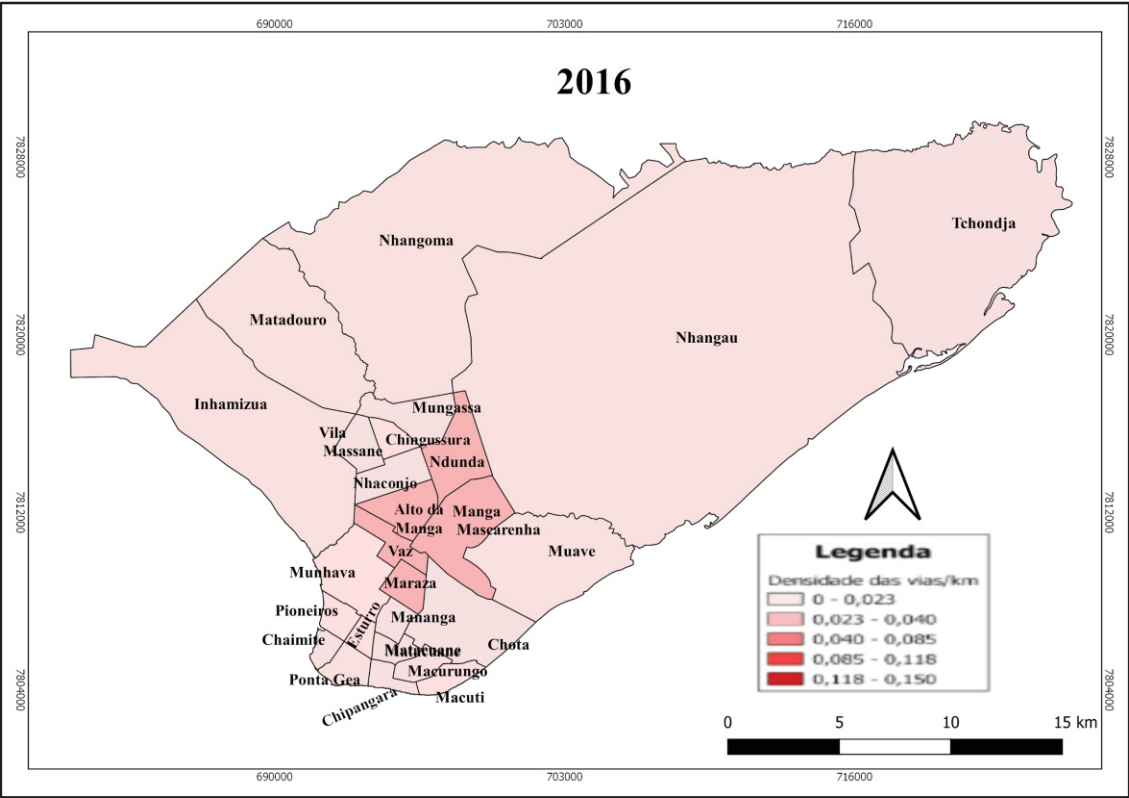 690000
703000
716000
2016
7828000
7828000
Tchondja
Nhangoma
Matadouro
7820000
7820000
Nhangau
Inhamizua
Mungassa
Vila
Massane
Chingussura
Ndunda
Nhaconjo
7812000
7812000
Alto da
Manga
Manga
Mascarenha
Vaz
Muave
Munhava
Maraza
Pioneiros
Esturro
Mananga
Chaimite
Chota
Matacuane
Macurungo
Ponta Gea
Chipangara
Macuti
7804000
7804000
Legenda
Densidade das vias/km
0 - 0,023
0,023 - 0,040
0,040 - 0,085
0,085 - 0,118
0,118 - 0,150
0 5 10 15 km
690000
703000
716000